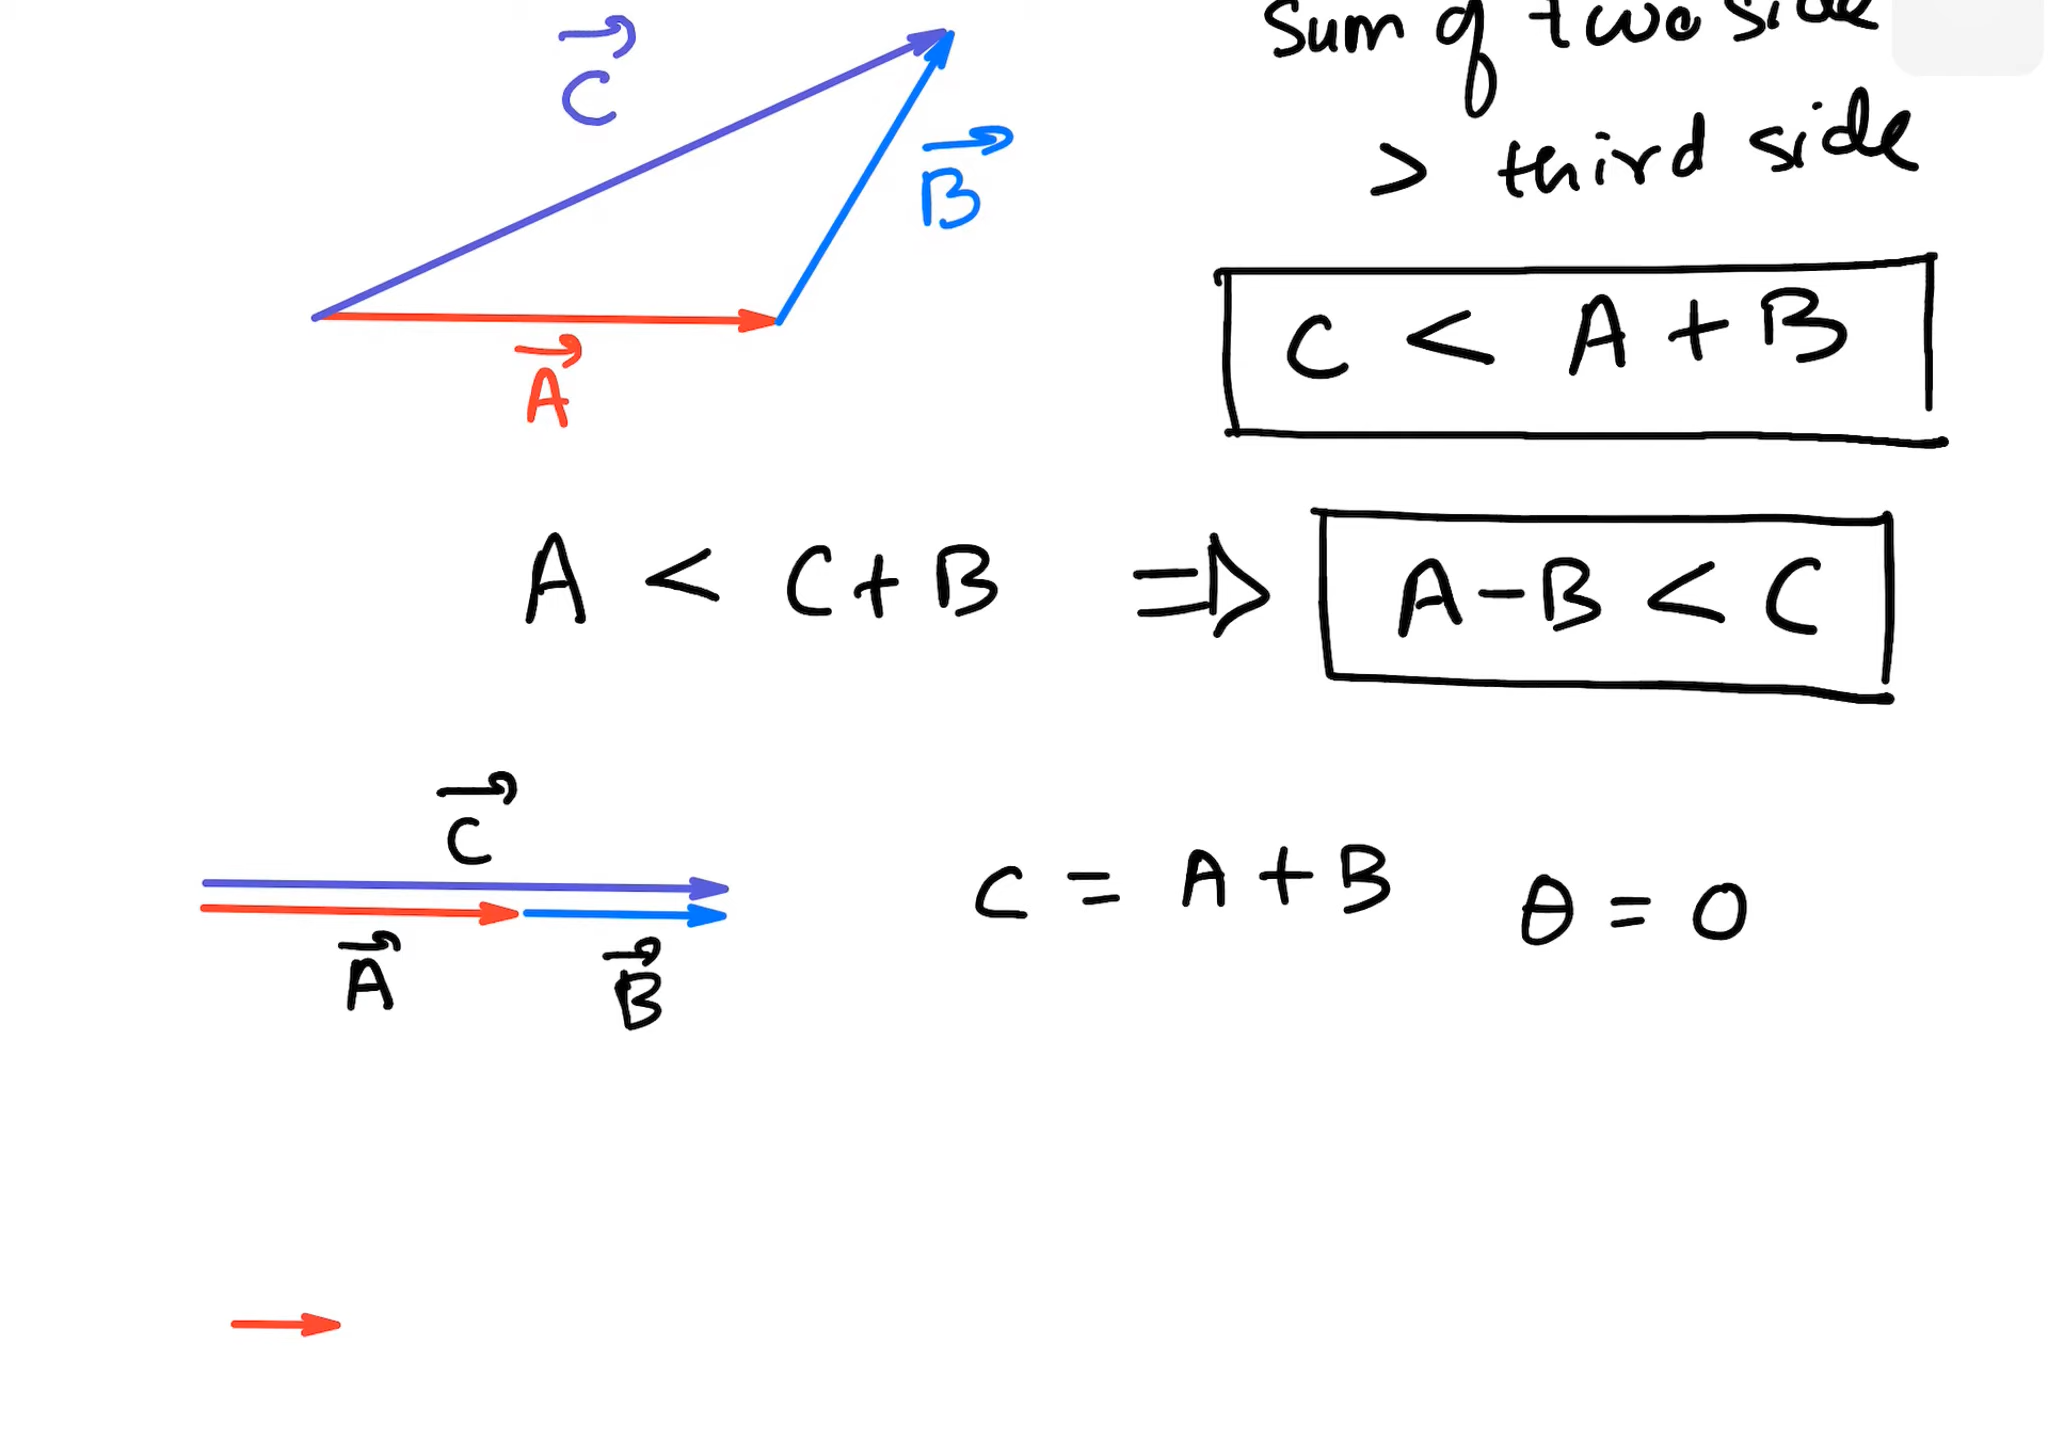 C⃗
sum of two side
> third side
B⃗
A⃗
C < A + B
A < C + B ⇒ A - B < C
C⃗
C = A + B θ = 0
A⃗ B⃗